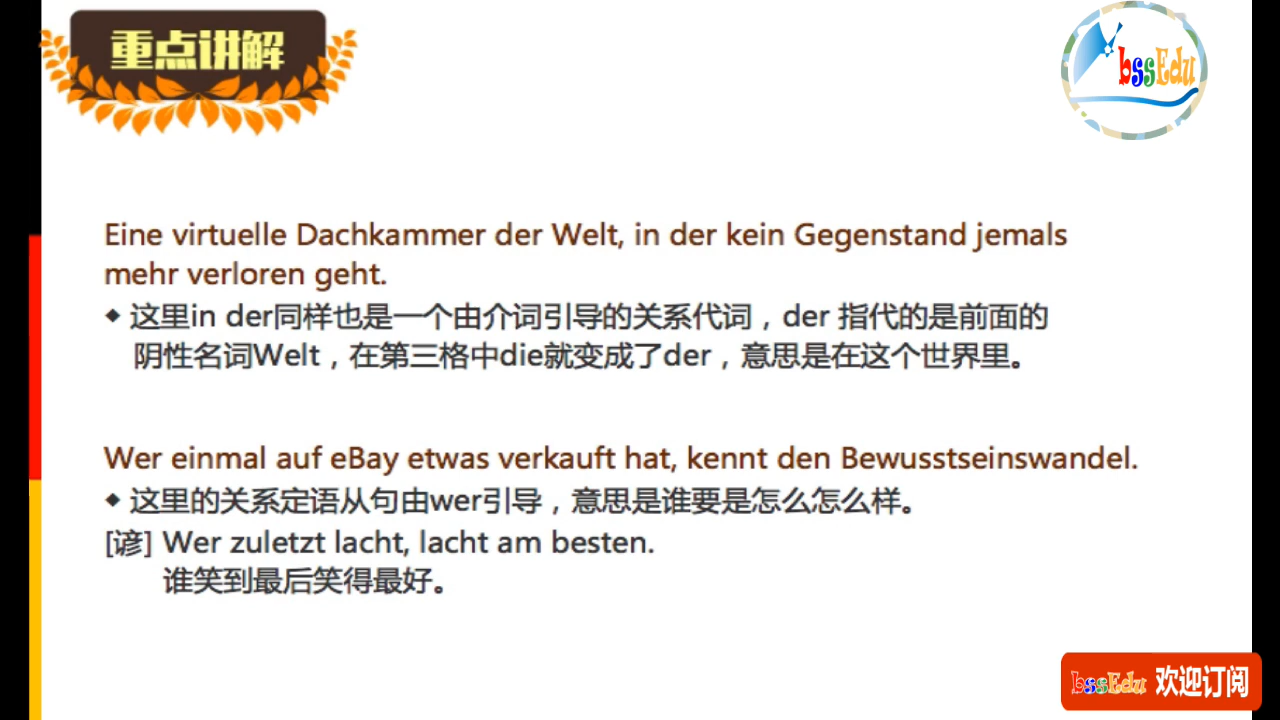 重点讲解
bssEdu
Eine virtuelle Dachkammer der Welt, in der kein Gegenstand jemals
mehr verloren geht.
◆ 这里in der同样也是一个由介词引导的关系代词，der 指代的是前面的
阴性名词Welt，在第三格中die就变成了der，意思是在这个世界里。
Wer einmal auf eBay etwas verkauft hat, kennt den Bewusstseinswandel.
◆ 这里的关系定语从句由wer引导，意思是谁要是怎么怎么样。
[谚] Wer zuletzt lacht, lacht am besten.
谁笑到最后笑得最好。
bssEdu 欢迎订阅